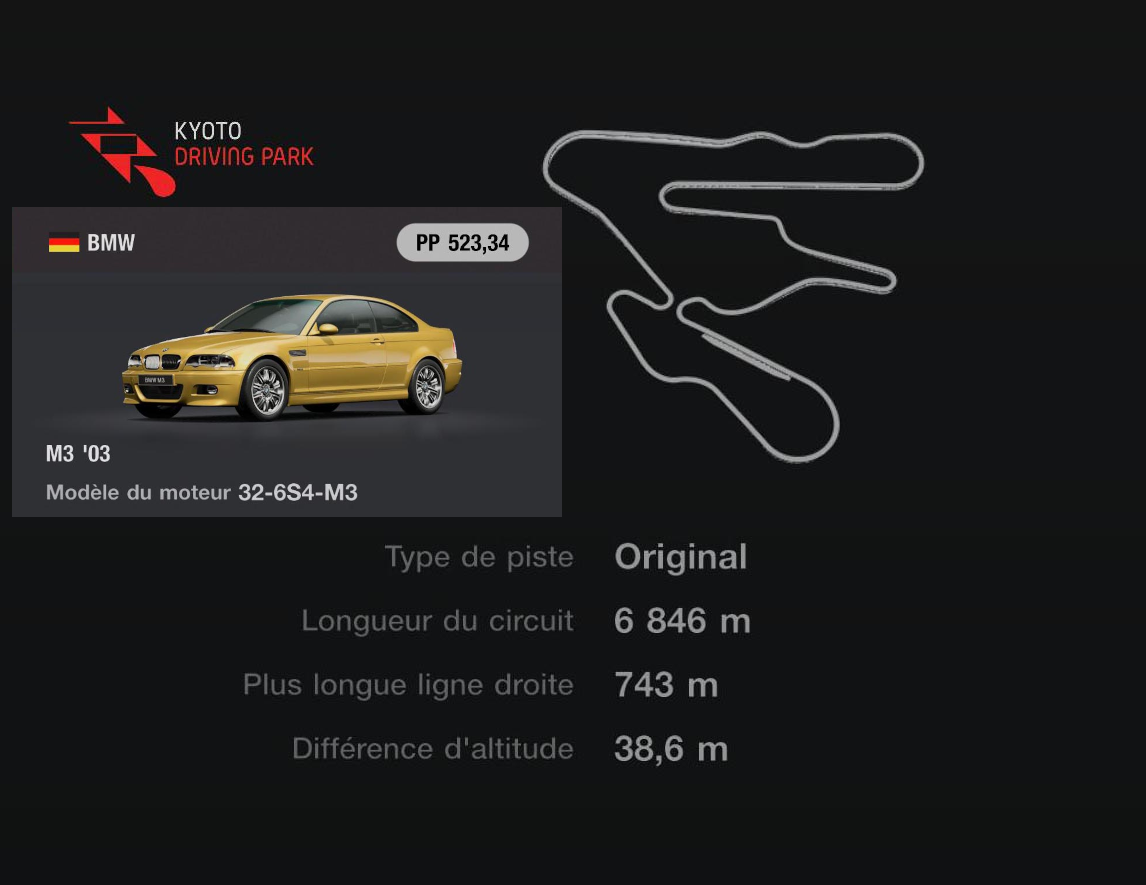 KYOTO
DRIVING PARK
BMW
PP 523,34
BMW M3
M3 '03
Modèle du moteur 32-6S4-M3
Type de piste Original
Longueur du circuit 6 846 m
Plus longue ligne droite 743 m
Différence d'altitude 38,6 m